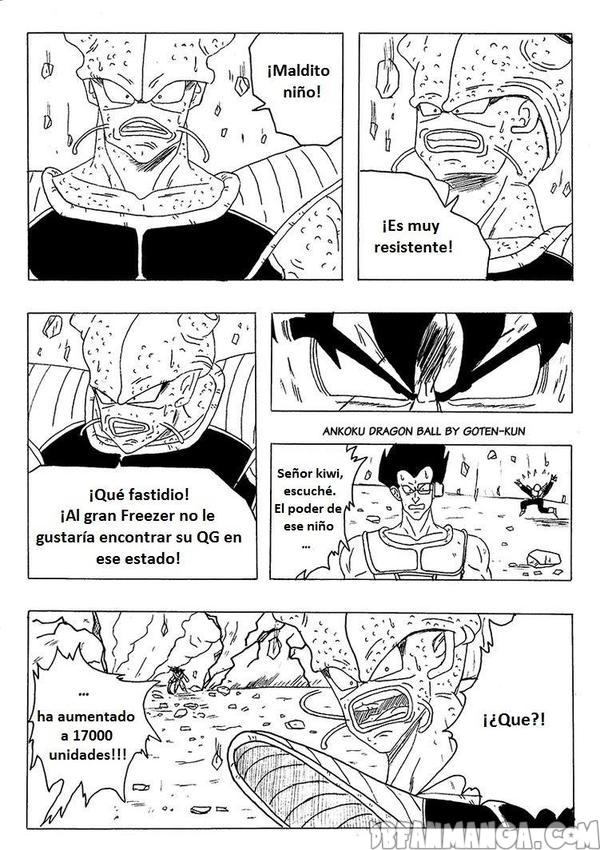 ¡Maldito
niño!
¡Es muy
resistente!
¡Qué fastidio!
¡Al gran Freezer no le
gustaría encontrar su QG en
ese estado!
ANKOKU DRAGON BALL BY GOTEN-KUN
Señor kiwi,
escuché.
El poder de
ese niño
...
...
ha aumentado
a 17000
unidades!!!
¡¿Que?!
DBFANMANGA.COM